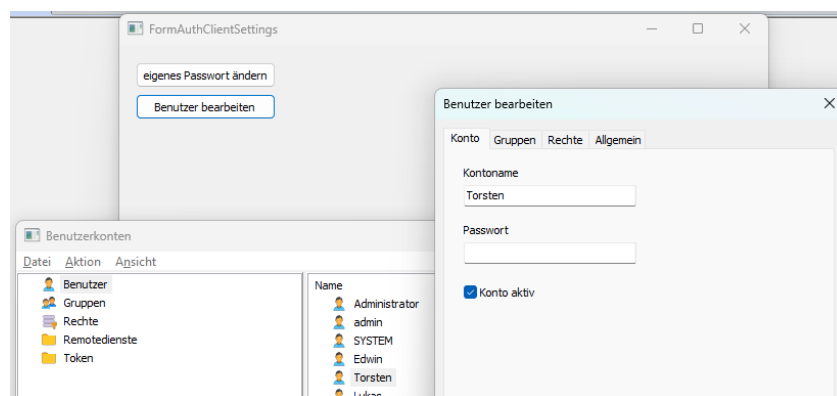 FormAuthClientSettings
eigenes Passwort ändern
Benutzer bearbeiten
Benutzer bearbeiten
Konto Gruppen Rechte Allgemein
Kontoname
Torsten
Passwort
Konto aktiv
Benutzerkonten
Datei Aktion Ansicht
Benutzer
Gruppen
Rechte
Remotedienste
Token
Name
Administrator
admin
SYSTEM
Edwin
Torsten
Lukas